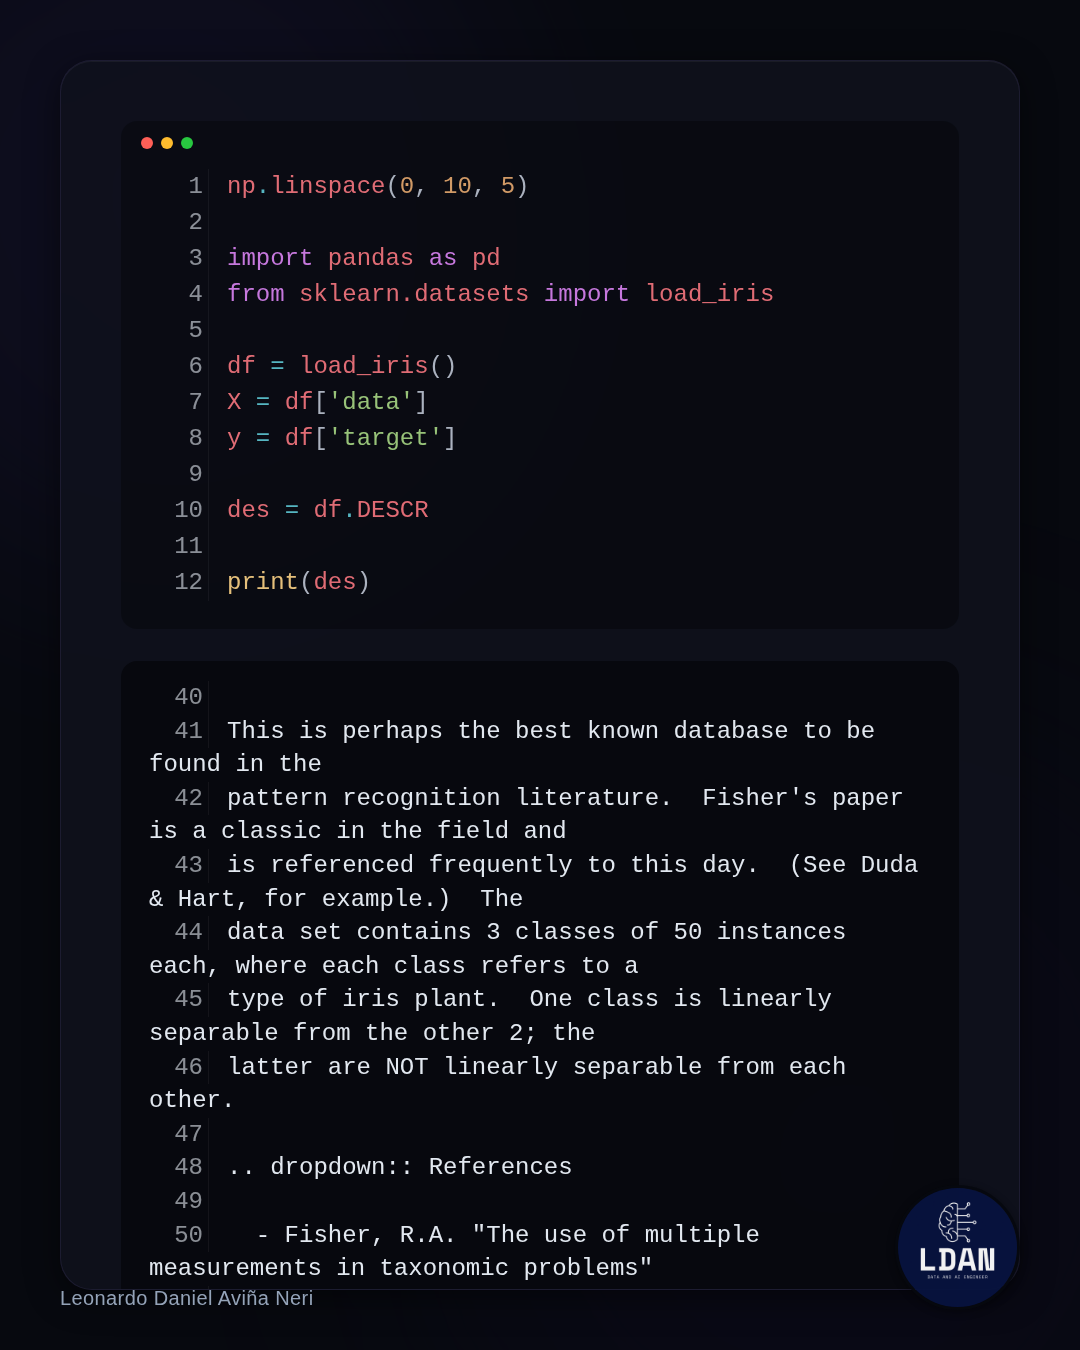 1 np.linspace(0, 10, 5)
2
3 import pandas as pd
4 from sklearn.datasets import load_iris
5
6 df = load_iris()
7 X = df['data']
8 y = df['target']
9
10 des = df.DESCR
11
12 print(des)
40
41 This is perhaps the best known database to be
found in the
42 pattern recognition literature.  Fisher's paper
is a classic in the field and
43 is referenced frequently to this day.  (See Duda
& Hart, for example.)  The
44 data set contains 3 classes of 50 instances
each, where each class refers to a
45 type of iris plant.  One class is linearly
separable from the other 2; the
46 latter are NOT linearly separable from each
other.
47
48 .. dropdown:: References
49
50   - Fisher, R.A. "The use of multiple
measurements in taxonomic problems"
LDAN
DATA AND AI ENGINEER
Leonardo Daniel Aviña Neri